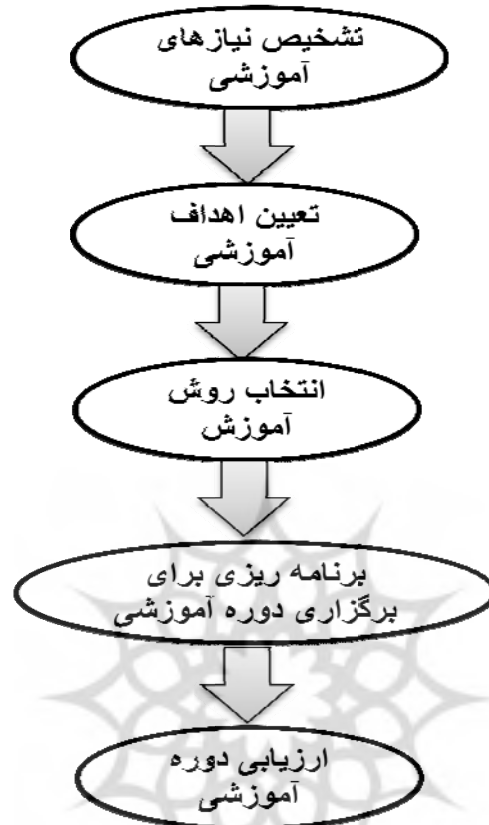 تشخیص نیازهای
آموزشی
تعیین اهداف
آموزشی
انتخاب روش
آموزش
برنامه ریزی برای
برگزاری دوره آموزشی
ارزیابی دوره
آموزشی